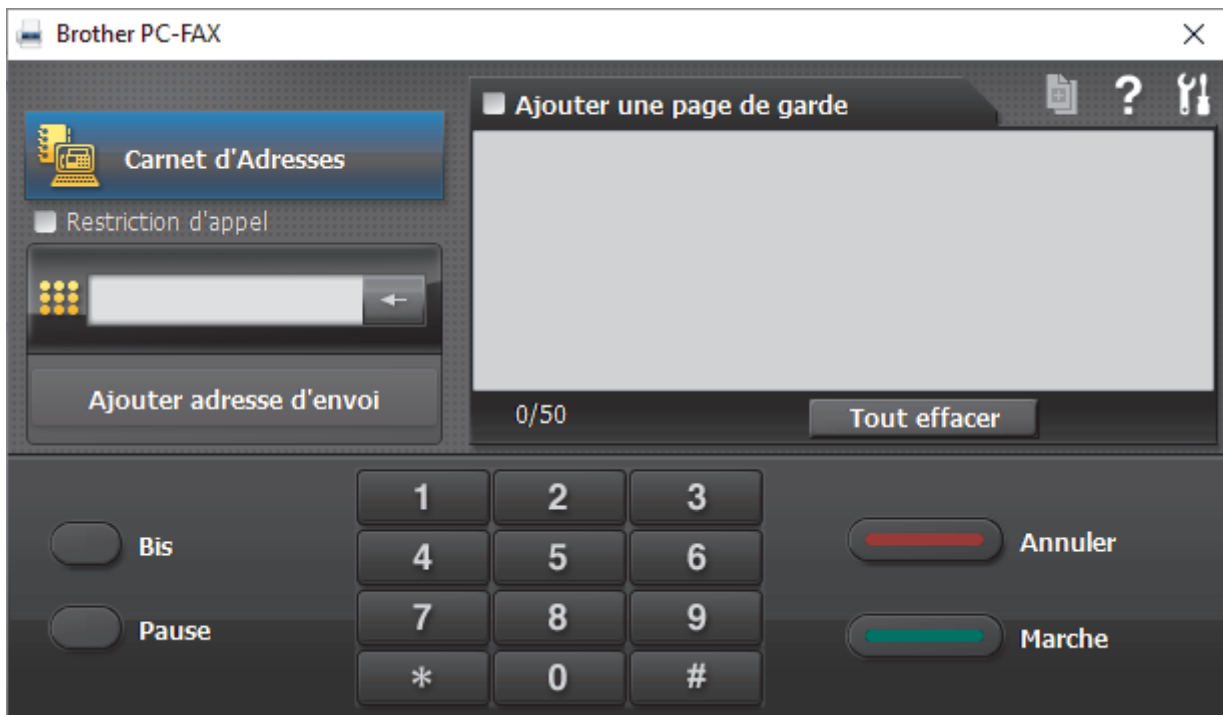 Brother PC-FAX
Ajouter une page de garde
?
Carnet d'Adresses
Restriction d'appel
Ajouter adresse d'envoi
0/50
Tout effacer
1 2 3
4 5 6
7 8 9
* 0 #
Bis
Pause
Annuler
Marche